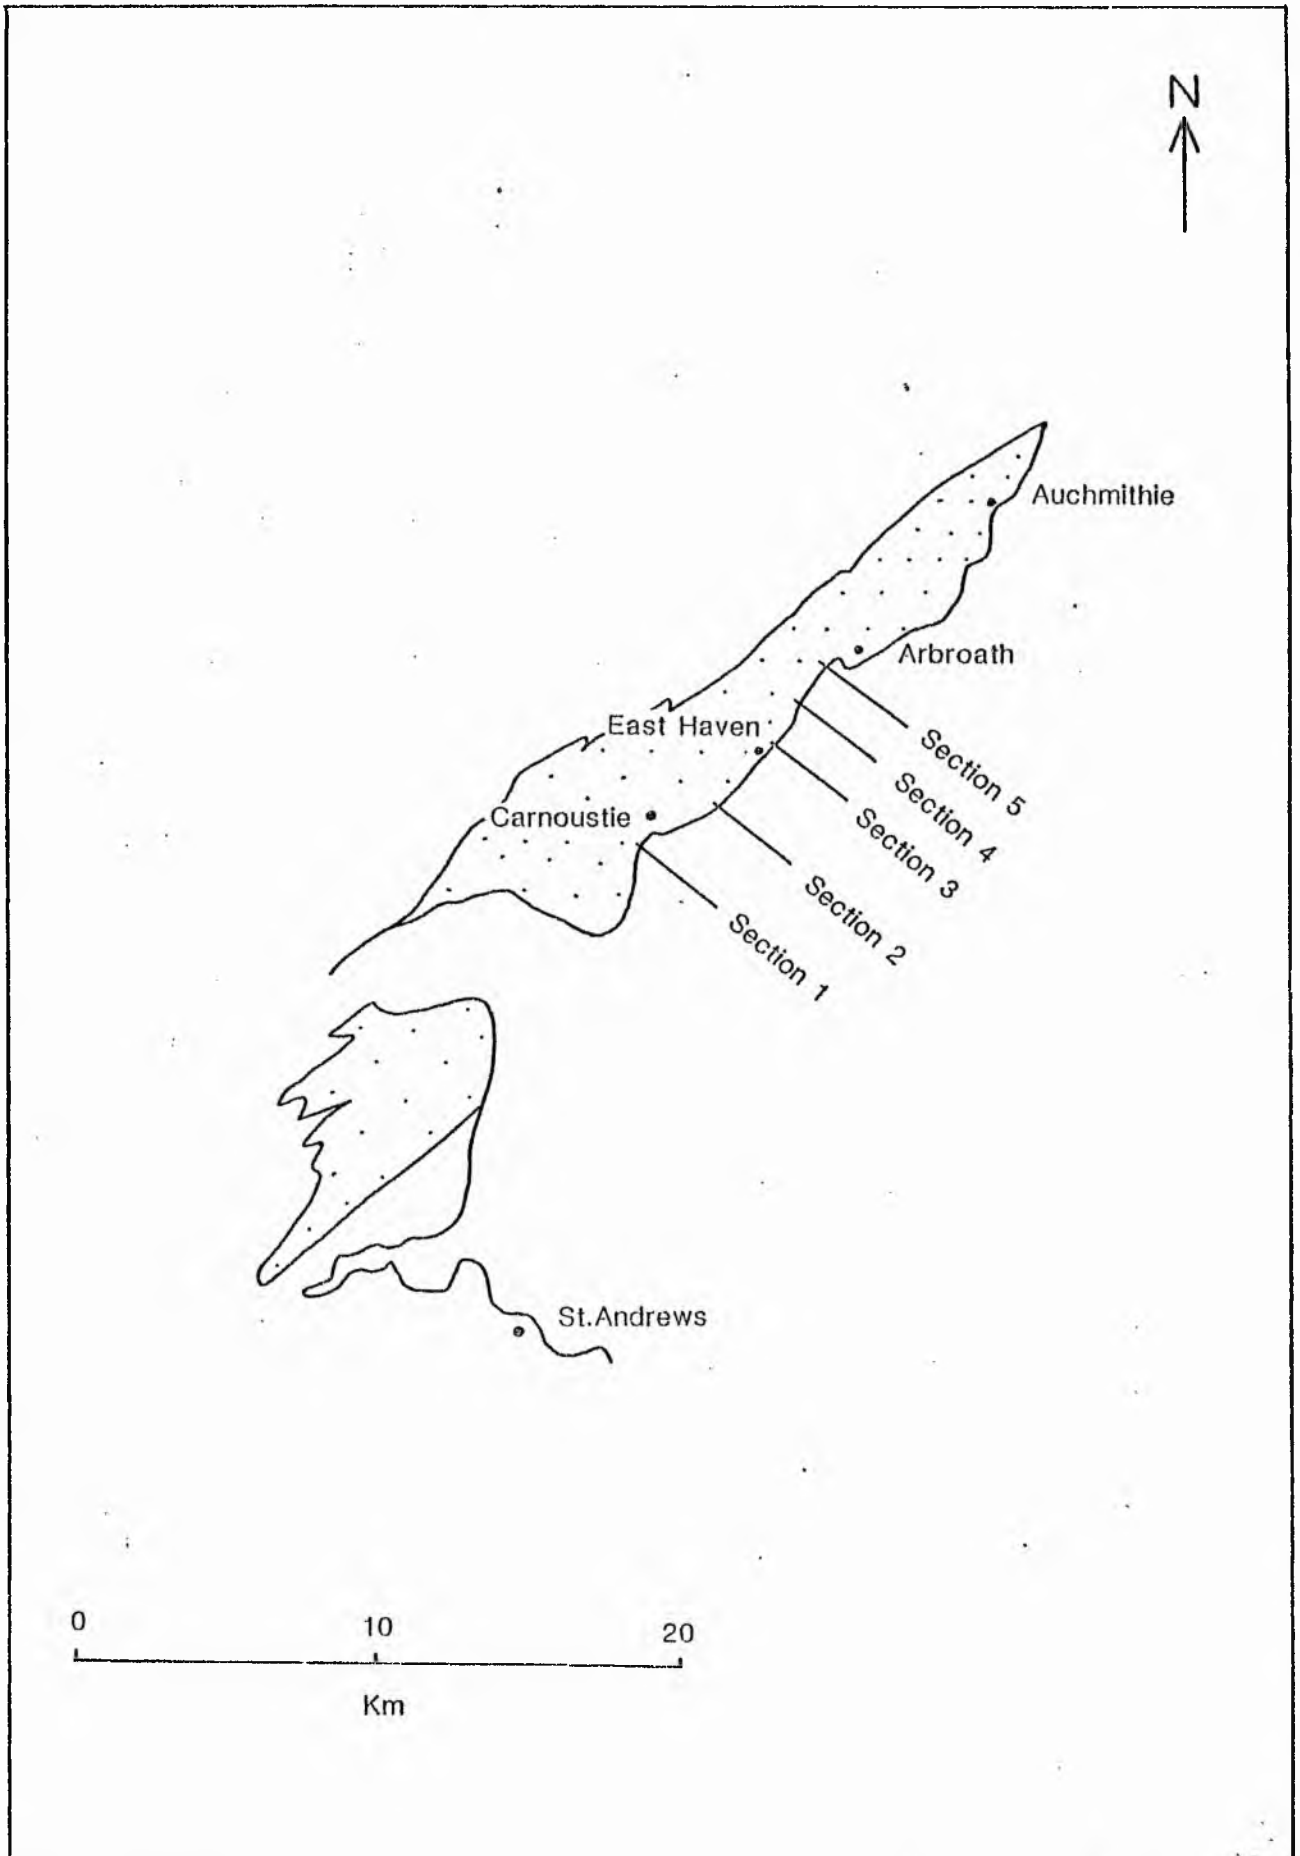 N
Auchmithie
Arbroath
East Haven
Section 5
Section 4
Carnoustie
Section 3
Section 2
Section 1
St.Andrews
0 10 20
Km